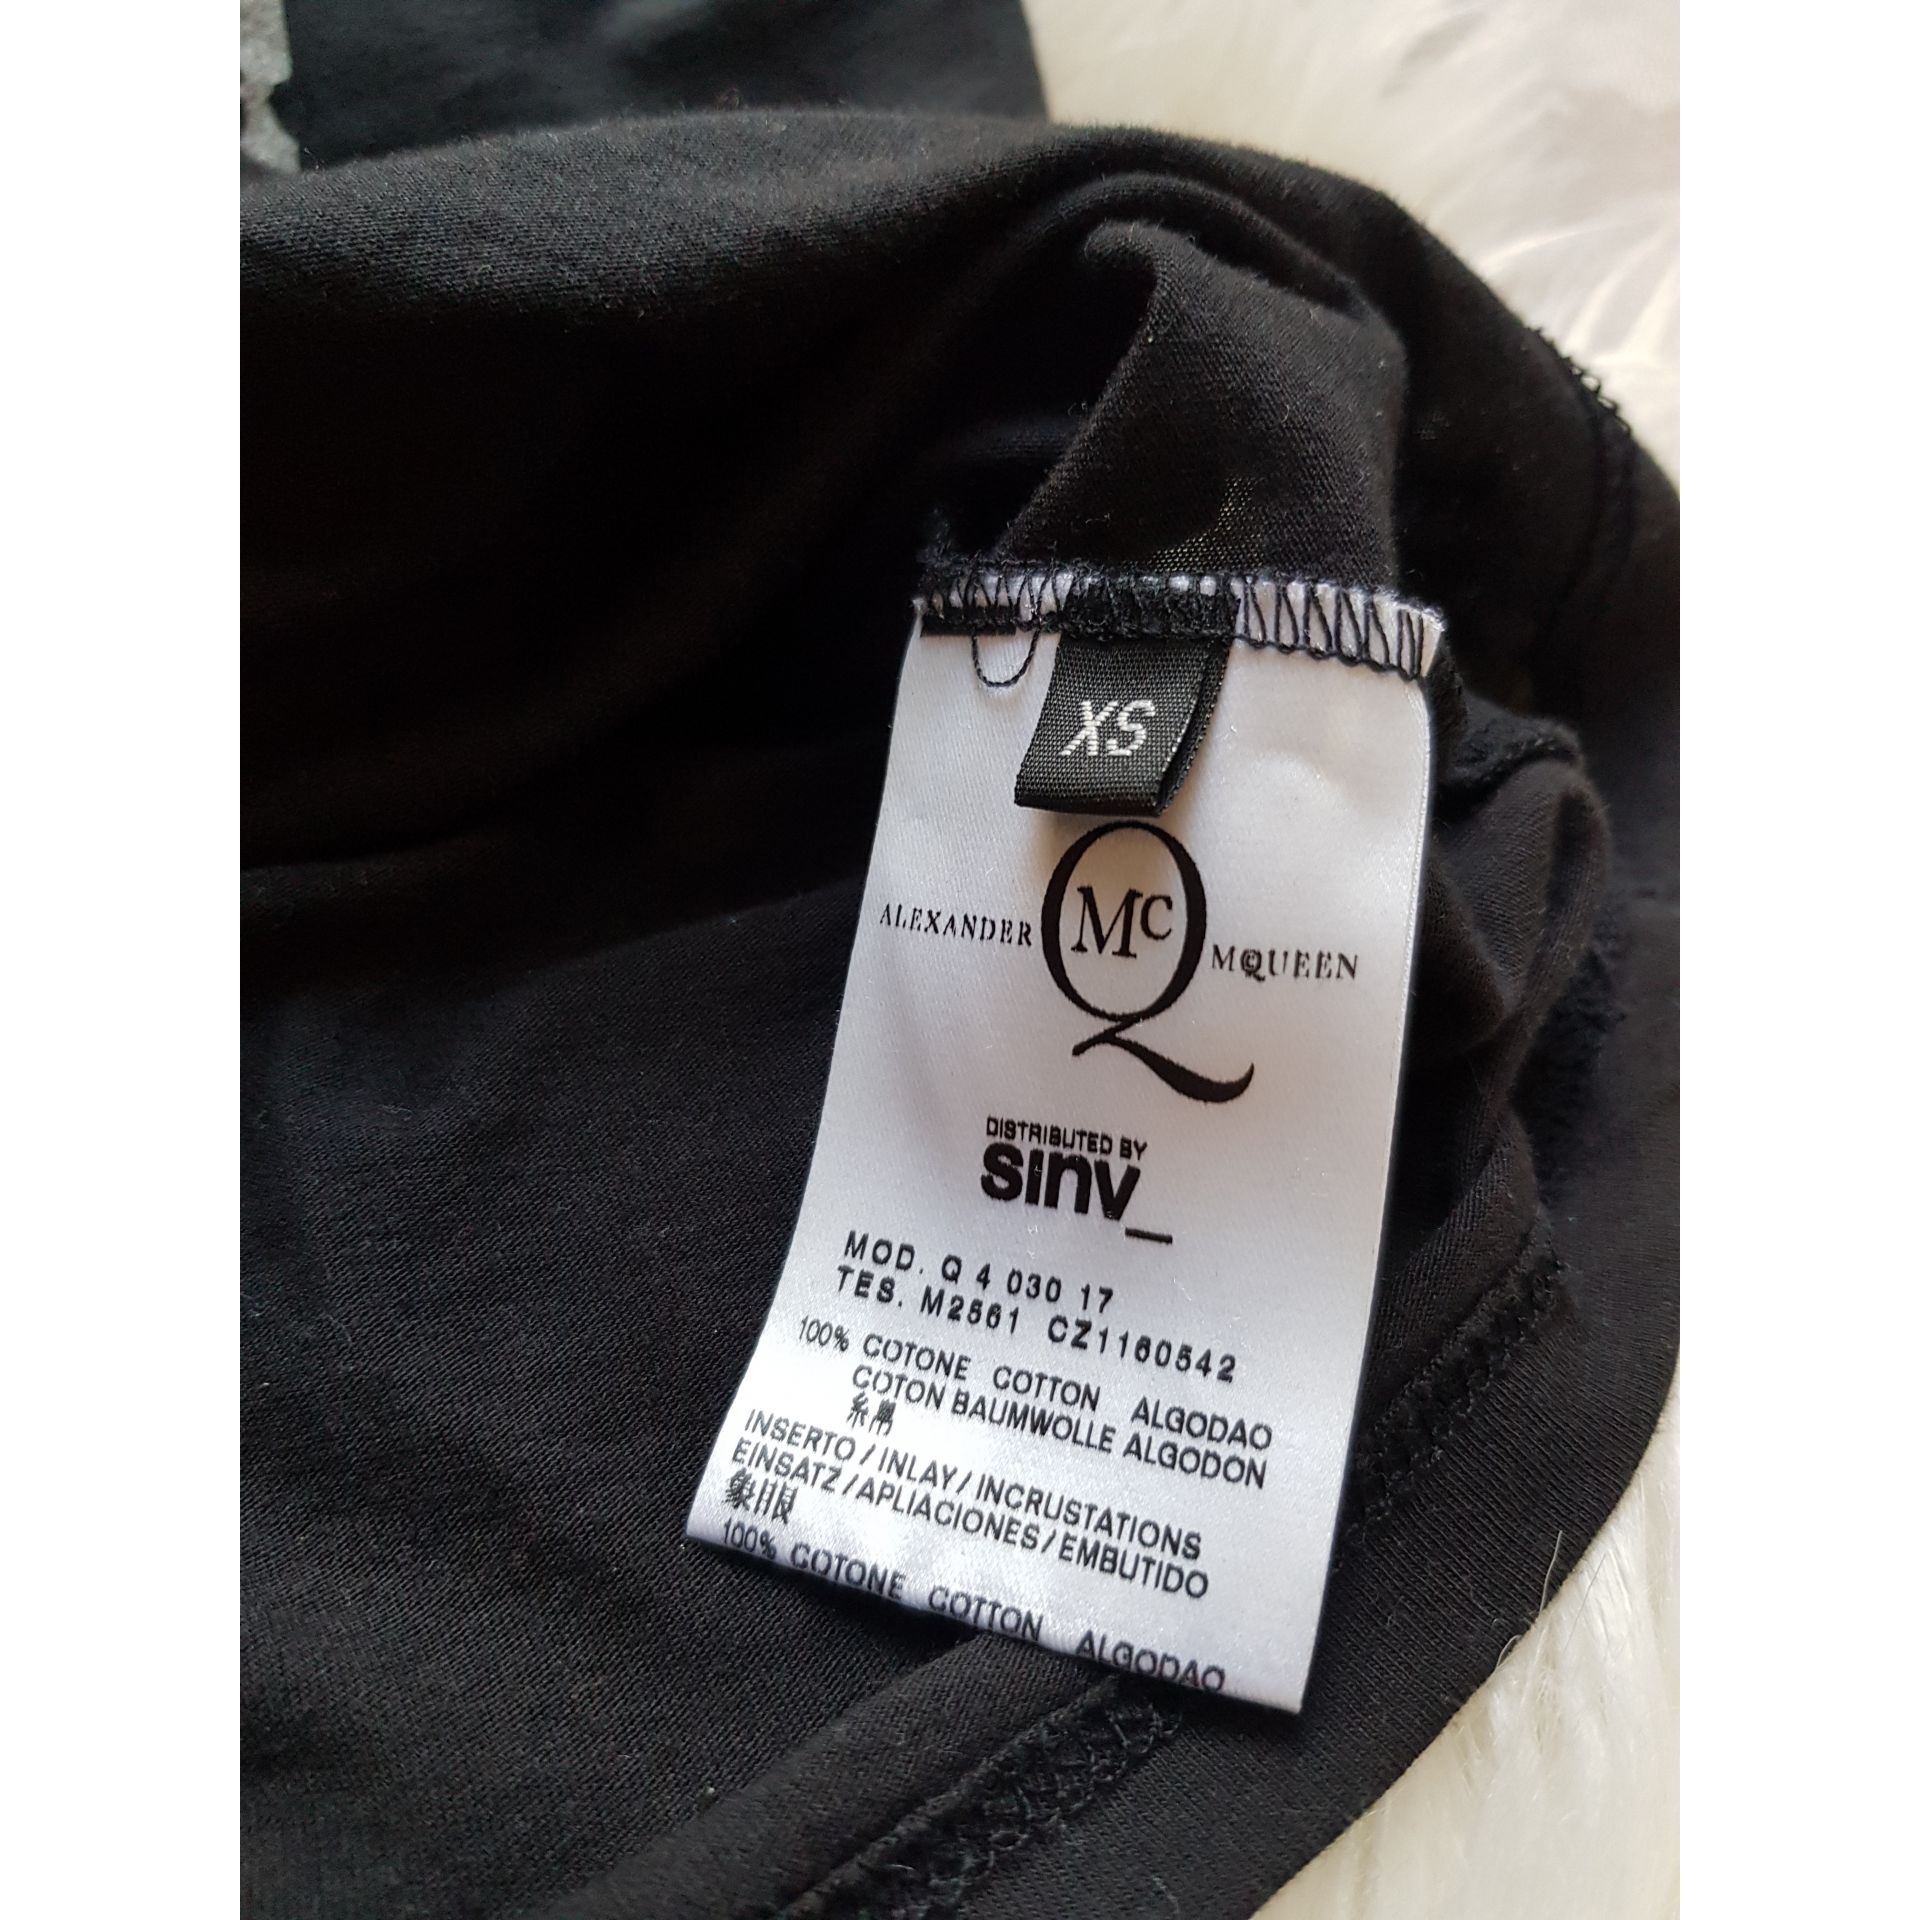 XS
ALEXANDER McQ McQUEEN
DISTRIBUTED BY
sinv_
MOD. Q 4 030 17
TES. M2561 CZ1160542
100% COTONE COTTON ALGODAO
COTON BAUMWOLLE ALGODON
INSERTO / INLAY / INCRUSTATIONS
EINSATZ / APLIACIONES / EMBUTIDO
100% COTONE COTTON ALGODAO